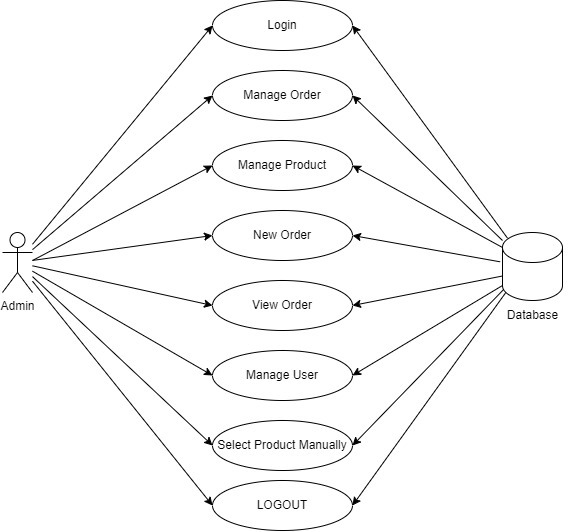 Login
Manage Order
Manage Product
New Order
View Order
Manage User
Select Product Manually
LOGOUT
Admin
Database